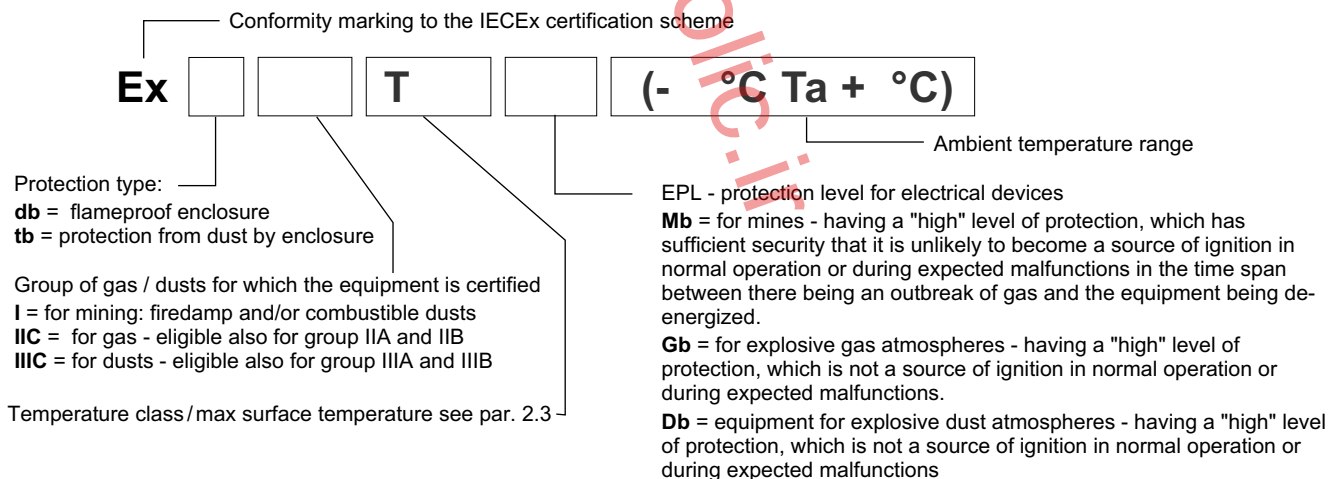 Conformity marking to the IECEx certification scheme
Ex T (- °C Ta + °C)
Ambient temperature range
Protection type:
db = flameproof enclosure
tb = protection from dust by enclosure
Group of gas / dusts for which the equipment is certified
I = for mining: firedamp and/or combustible dusts
IIC = for gas - eligible also for group IIA and IIB
IIIC = for dusts - eligible also for group IIIA and IIIB
Temperature class/max surface temperature see par. 2.3
EPL - protection level for electrical devices
Mb = for mines - having a "high" level of protection, which has
sufficient security that it is unlikely to become a source of ignition in
normal operation or during expected malfunctions in the time span
between there being an outbreak of gas and the equipment being de-
energized.
Gb = for explosive gas atmospheres - having a "high" level of
protection, which is not a source of ignition in normal operation or
during expected malfunctions.
Db = equipment for explosive dust atmospheres - having a "high" level
of protection, which is not a source of ignition in normal operation or
during expected malfunctions